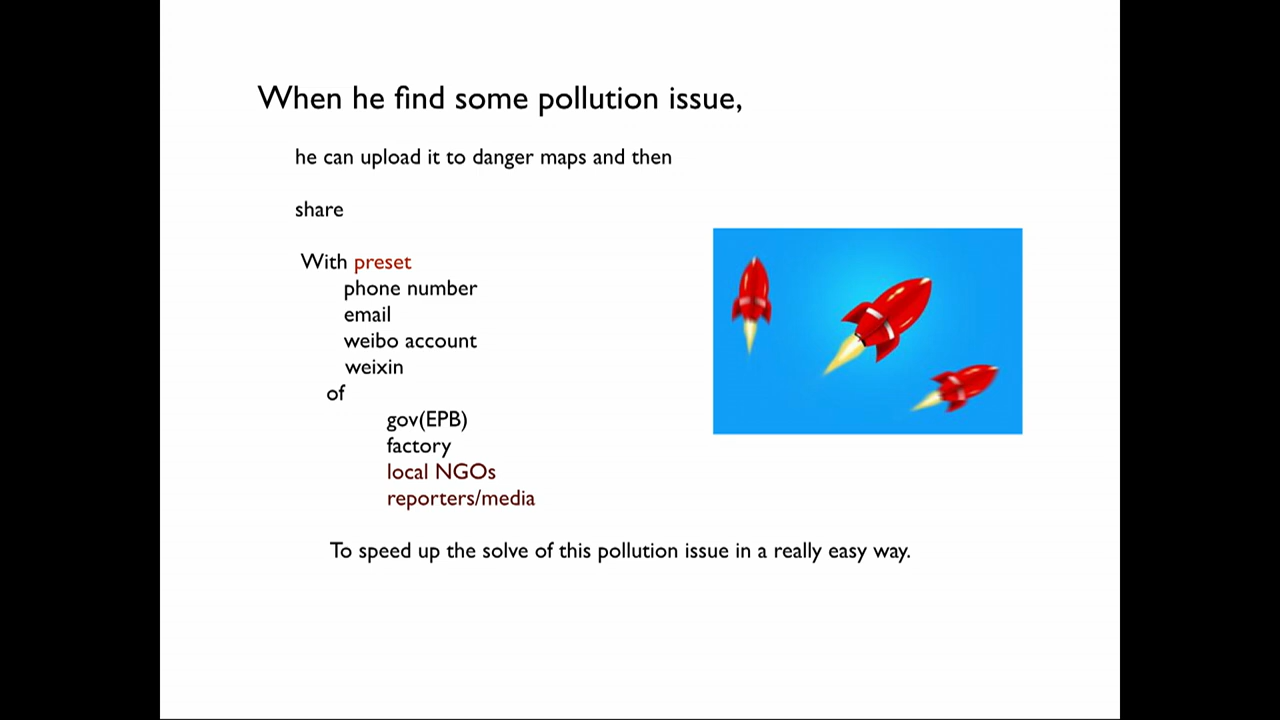 When he find some pollution issue,
he can upload it to danger maps and then
share
With preset
phone number
email
weibo account
weixin
of
gov(EPB)
factory
local NGOs
reporters/media
To speed up the solve of this pollution issue in a really easy way.